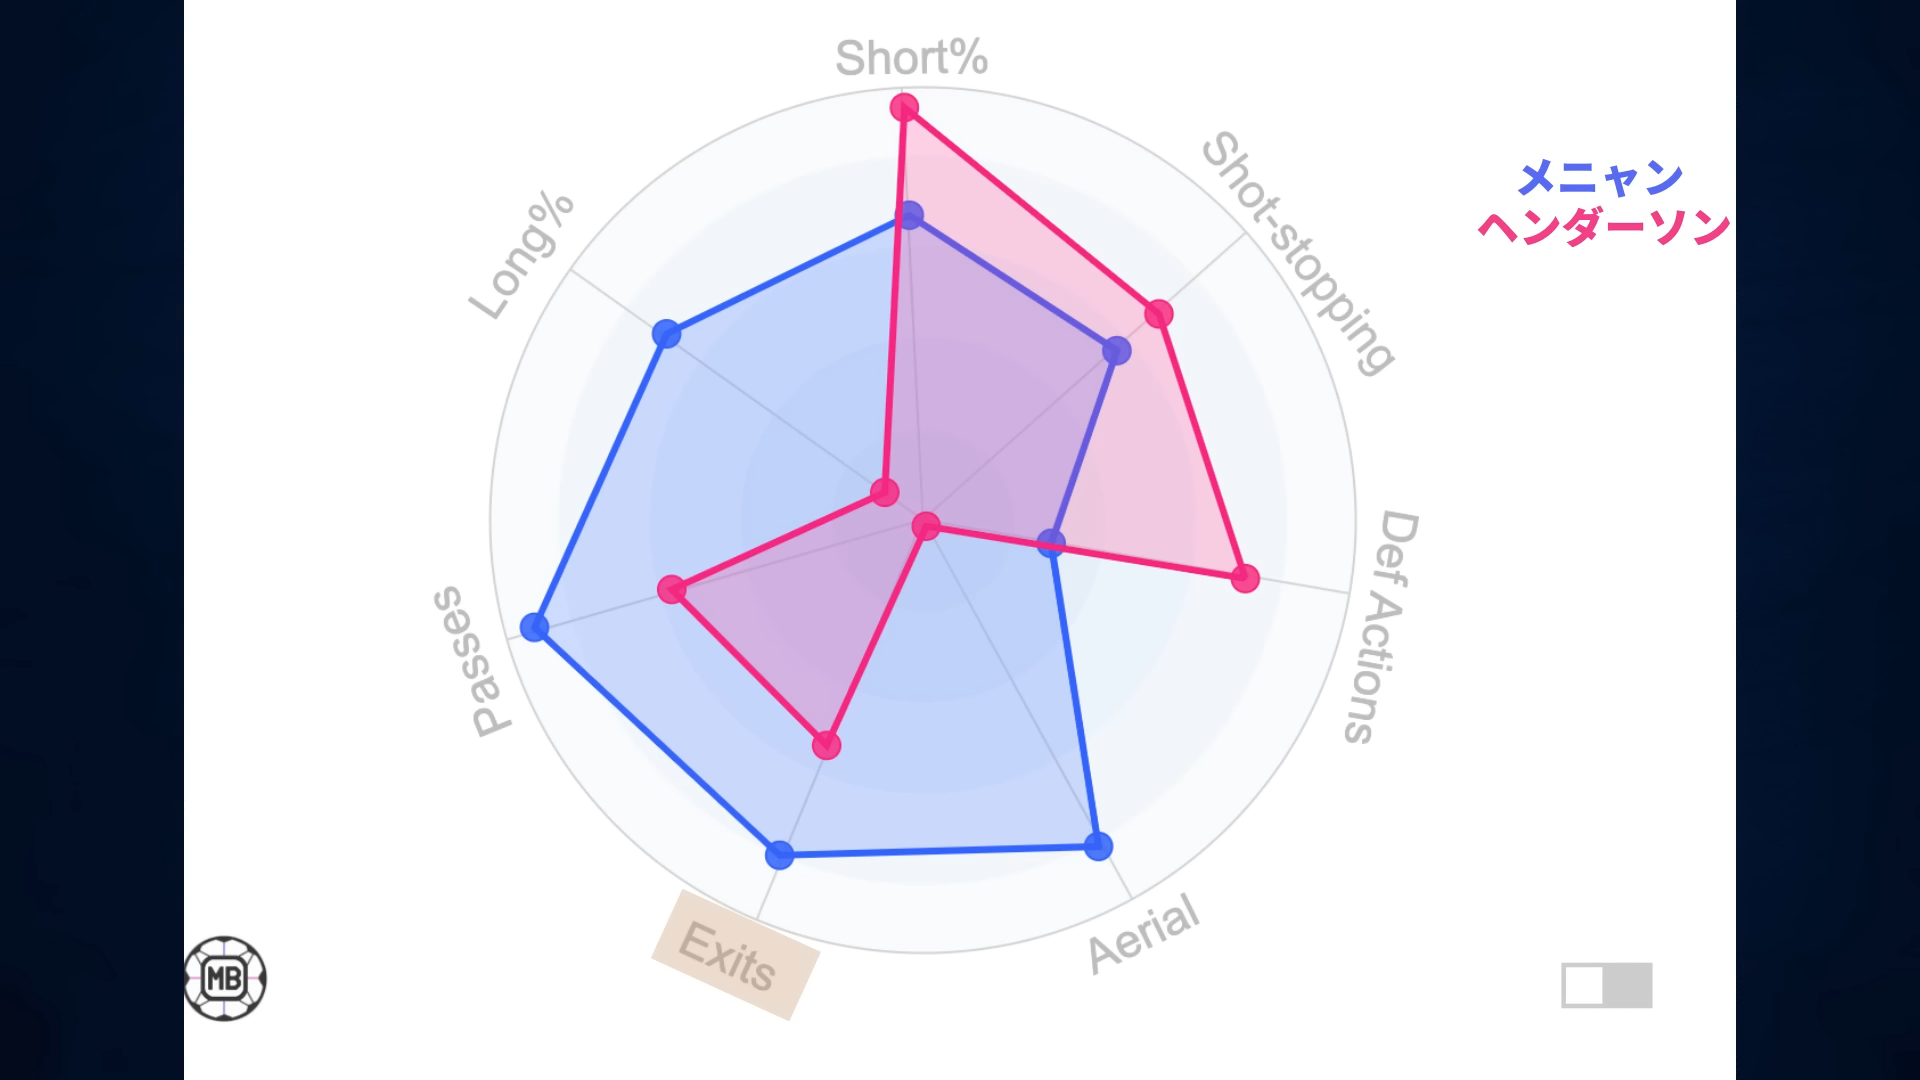 Short%
Shot-stopping
メニャン
ヘンダーソン
Long%
Def Actions
Passes
Exits
Aerial
MB